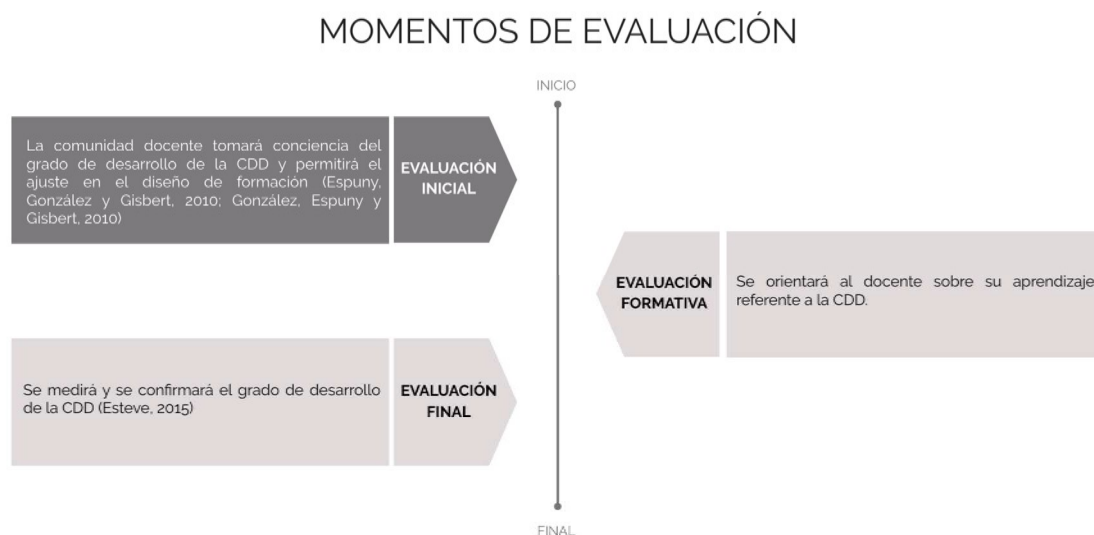 MOMENTOS DE EVALUACIÓN
INICIO
La comunidad docente tomará conciencia del
grado de desarrollo de la CDD y permitirá el
ajuste en el diseño de formación (Espuny,
González y Gisbert, 2010; González, Espuny y
Gisbert, 2010)
EVALUACIÓN
INICIAL
EVALUACIÓN
FORMATIVA
Se orientará al docente sobre su aprendizaje
referente a la CDD.
Se medirá y se confirmará el grado de desarrollo
de la CDD (Esteve, 2015)
EVALUACIÓN
FINAL
FINAL